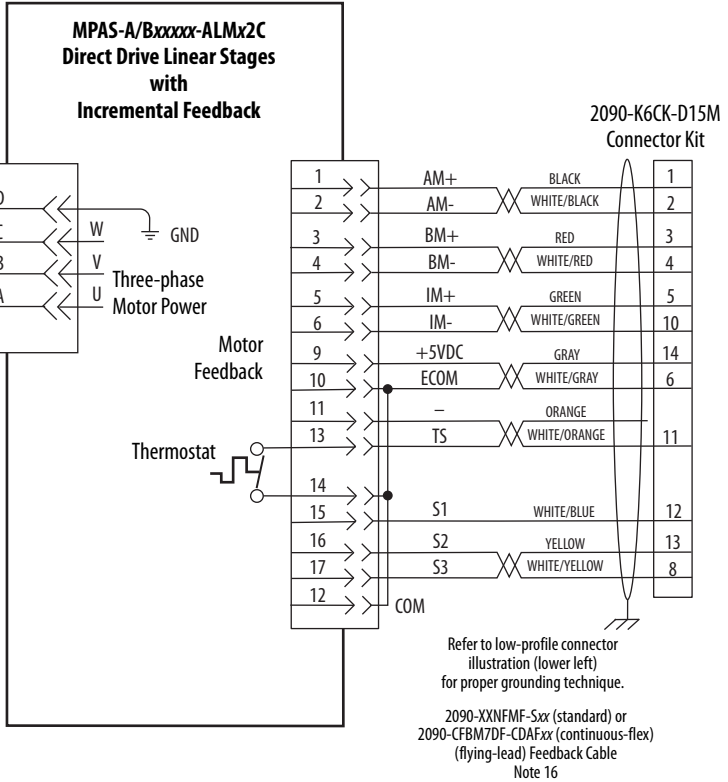 MPAS-A/Bxxxxx-ALMx2C
Direct Drive Linear Stages
with
Incremental Feedback
2090-K6CK-D15M
Connector Kit
D
C
B
A
W
V
U
GND
Three-phase
Motor Power
Motor
Feedback
Thermostat
1 AM+ BLACK 1
2 AM- WHITE/BLACK 2
3 BM+ RED 3
4 BM- WHITE/RED 4
5 IM+ GREEN 5
6 IM- WHITE/GREEN 10
9 +5VDC GRAY 14
10 ECOM WHITE/GRAY 6
11 – ORANGE
13 TS WHITE/ORANGE 11
14
15 S1 WHITE/BLUE 12
16 S2 YELLOW 13
17 S3 WHITE/YELLOW 8
12 COM
Refer to low-profile connector
illustration (lower left)
for proper grounding technique.
2090-XXNFMF-Sxx (standard) or
2090-CFBM7DF-CDAFxx (continuous-flex)
(flying-lead) Feedback Cable
Note 16